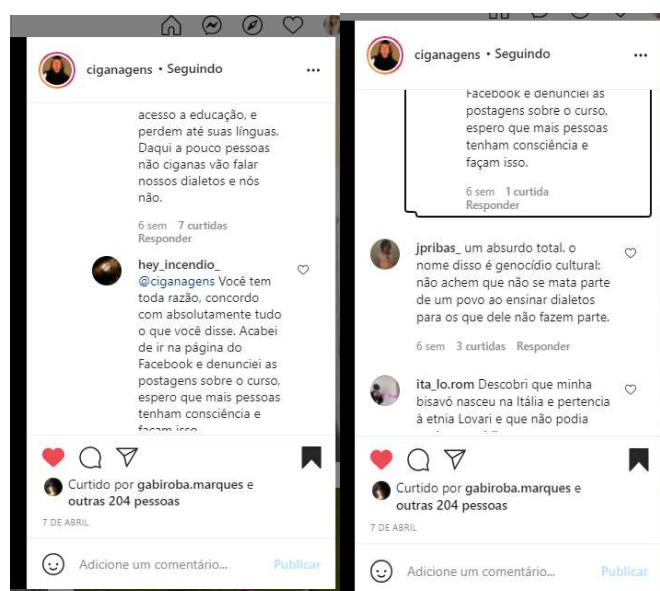 ciganagens • Seguindo
acesso a educação, e
perdem até suas línguas.
Daqui a pouco pessoas
não ciganas vão falar
nossos dialetos e nós
não.
6 sem 7 curtidas
Responder
hey_incendio_
@ciganagens Você tem
toda razão, concordo
com absolutamente tudo
o que você disse. Acabei
de ir na página do
Facebook e denunciei as
postagens sobre o curso,
espero que mais pessoas
tenham consciência e
façam isso.
Curtido por gabiroba.marques e
outras 204 pessoas
7 DE ABRIL
Adicione um comentário... Publicar
ciganagens • Seguindo
Facebook e denunciei as
postagens sobre o curso,
espero que mais pessoas
tenham consciência e
façam isso.
6 sem 1 curtida
Responder
jpribas_ um absurdo total. o
nome disso é genocídio cultural:
não achem que não se mata parte
de um povo ao ensinar dialetos
para os que dele não fazem parte.
6 sem 3 curtidas Responder
ita_lo.rom Descobri que minha
bisavó nasceu na Itália e pertencia
à etnia Lovari e que não podia
Curtido por gabiroba.marques e
outras 204 pessoas
7 DE ABRIL
Adicione um comentário... Publicar